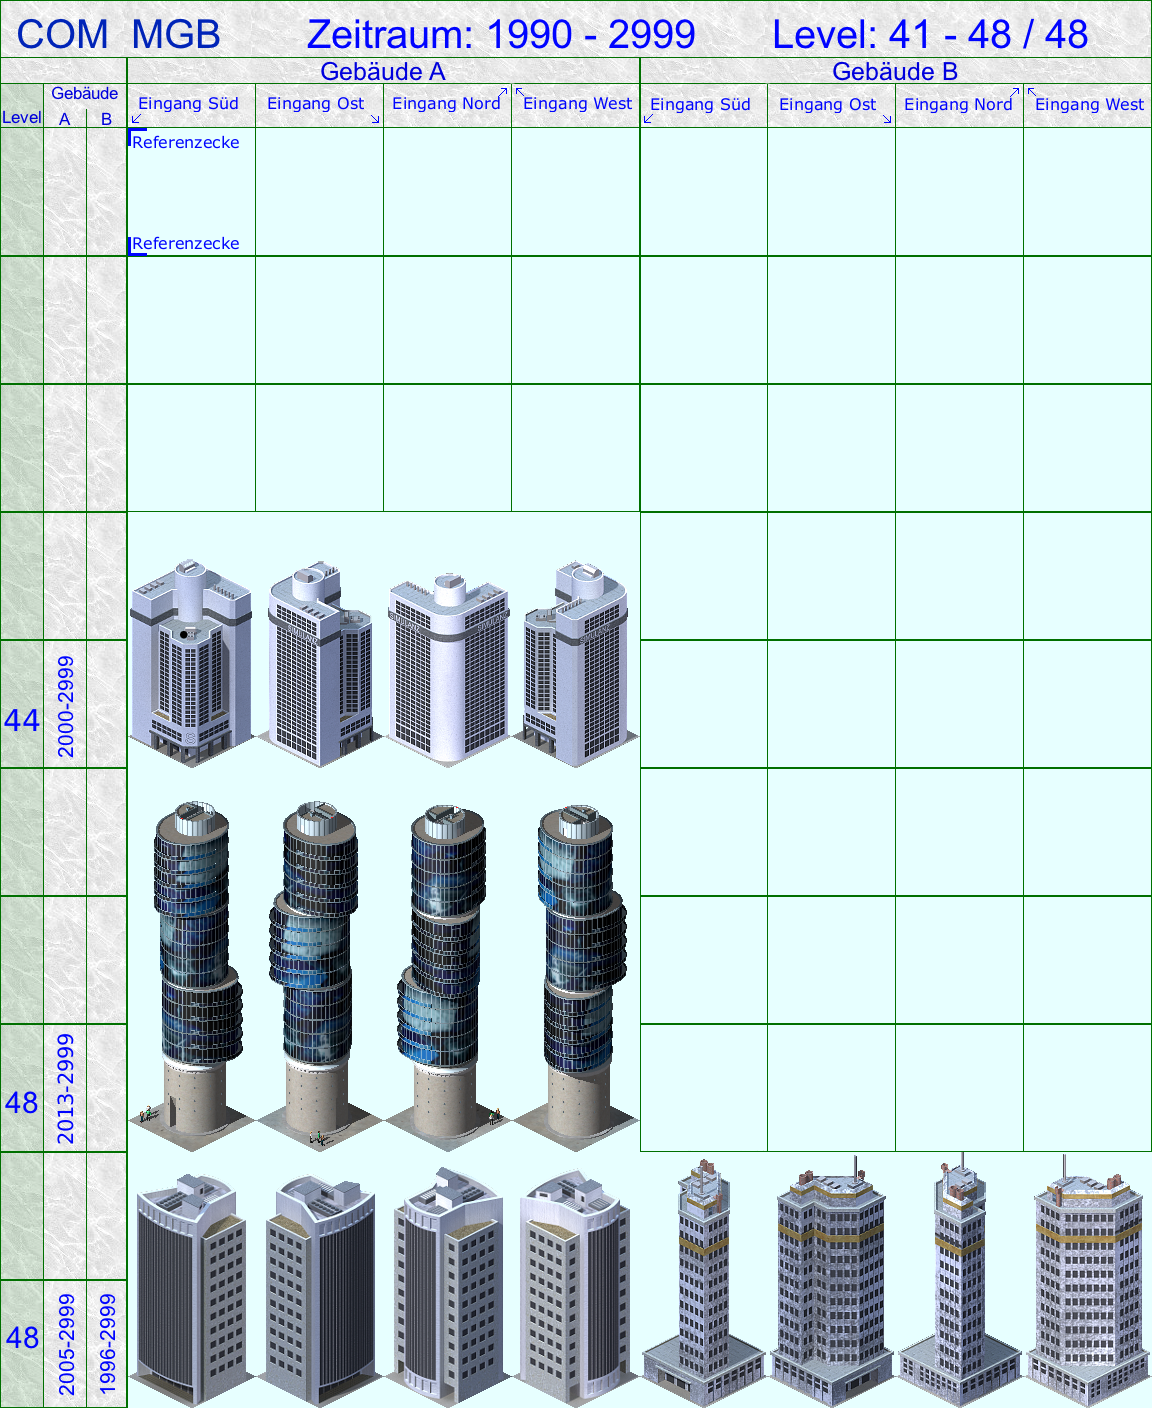 COM MGB Zeitraum: 1990 - 2999 Level: 41 - 48 / 48
Gebäude A Gebäude B
Level Gebäude A B
Eingang Süd Eingang Ost Eingang Nord Eingang West Eingang Süd Eingang Ost Eingang Nord Eingang West
Referenzecke
Referenzecke
44 2000-2999
48 2013-2999
48 2005-2999 1996-2999